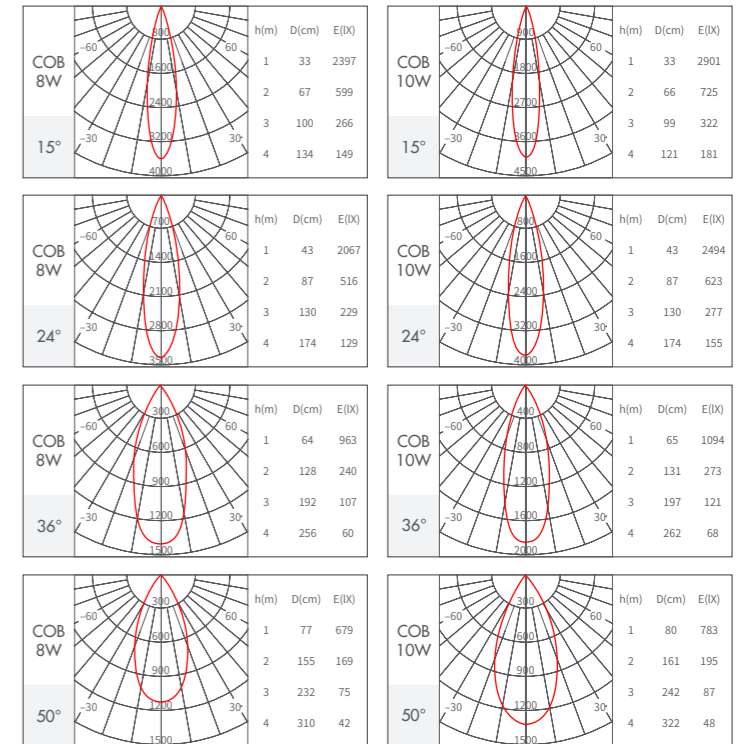 COB
8W
15°
800
1600
2400
3200
4000
–60
60
–30
30
h(m) D(cm) E(lX)
1 33 2397
2 67 599
3 100 266
4 134 149
COB
10W
15°
900
1800
2700
3600
4500
–60
60
–30
30
h(m) D(cm) E(lX)
1 33 2901
2 66 725
3 99 322
4 121 181
COB
8W
24°
700
1400
2100
2800
3500
–60
60
–30
30
h(m) D(cm) E(lX)
43 2067
2 87 516
3 130 229
4 174 129
COB
10W
24°
800
1600
2400
3200
4000
–60
60
–30
30
h(m) D(cm) E(lX)
1 43 2494
2 87 623
3 130 277
4 174 155
COB
8W
36°
300
600
900
1200
1500
–60
60
–30
30
h(m) D(cm) E(lX)
1 64 963
2 128 240
3 192 107
4 256 60
COB
10W
36°
400
800
1200
1600
2000
–60
60
–30
30
h(m) D(cm) E(lX)
1 65 1094
2 131 273
3 197 121
4 262 68
COB
8W
50°
300
600
900
1200
1500
–60
60
–30
30
h(m) D(cm) E(lX)
1 77 679
2 155 169
3 232 75
4 310 42
COB
10W
50°
300
600
900
1200
1500
–60
60
–30
30
h(m) D(cm) E(lX)
1 80 783
2 161 195
3 242 87
4 322 48